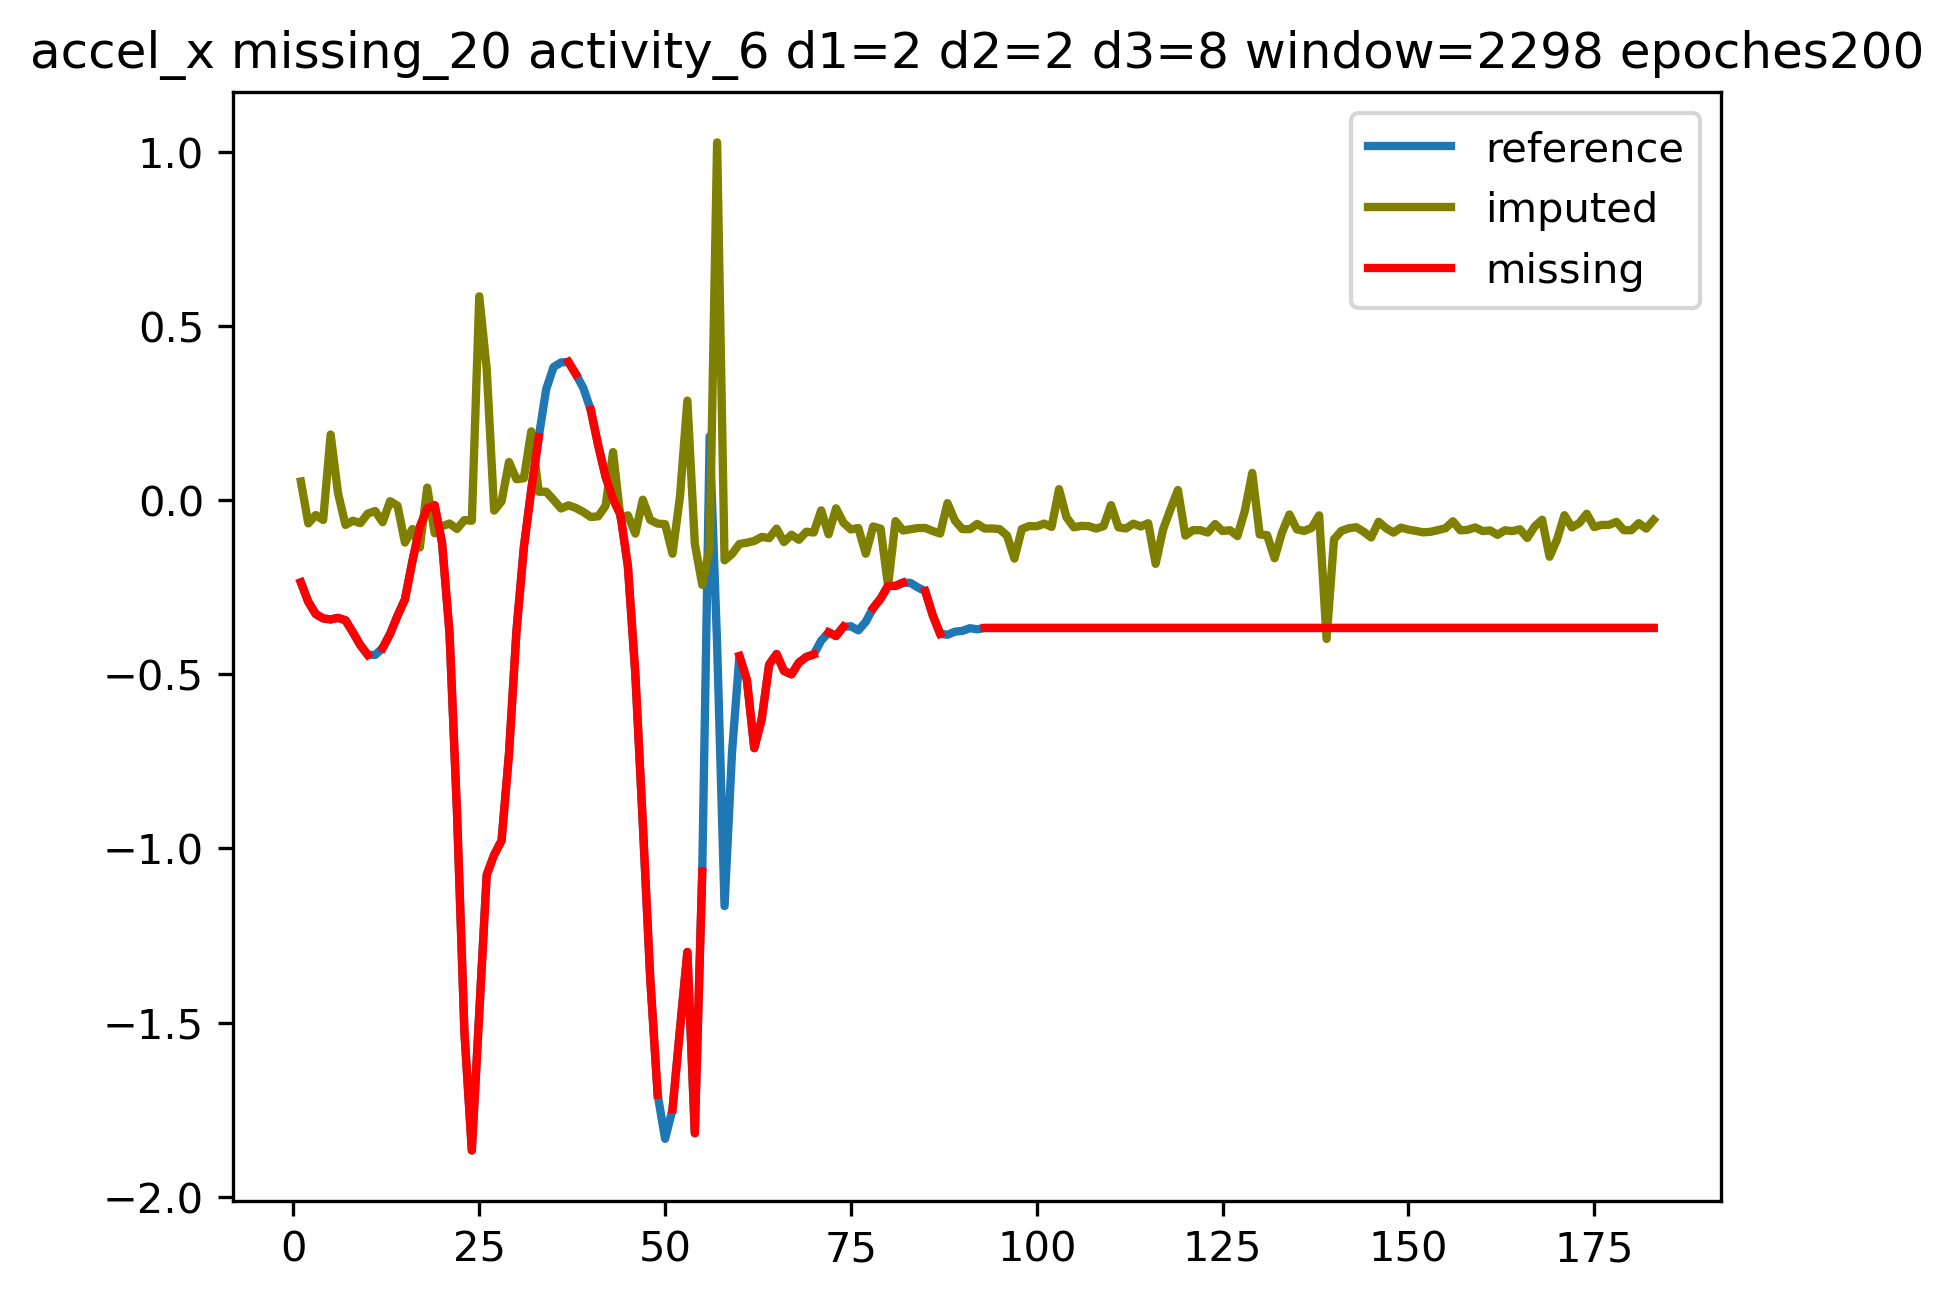 accel_x missing_20 activity_6 d1=2 d2=2 d3=8 window=2298 epoches200
reference
imputed
missing
1.0
0.5
0.0
−0.5
−1.0
−1.5
−2.0
0 25 50 75 100 125 150 175